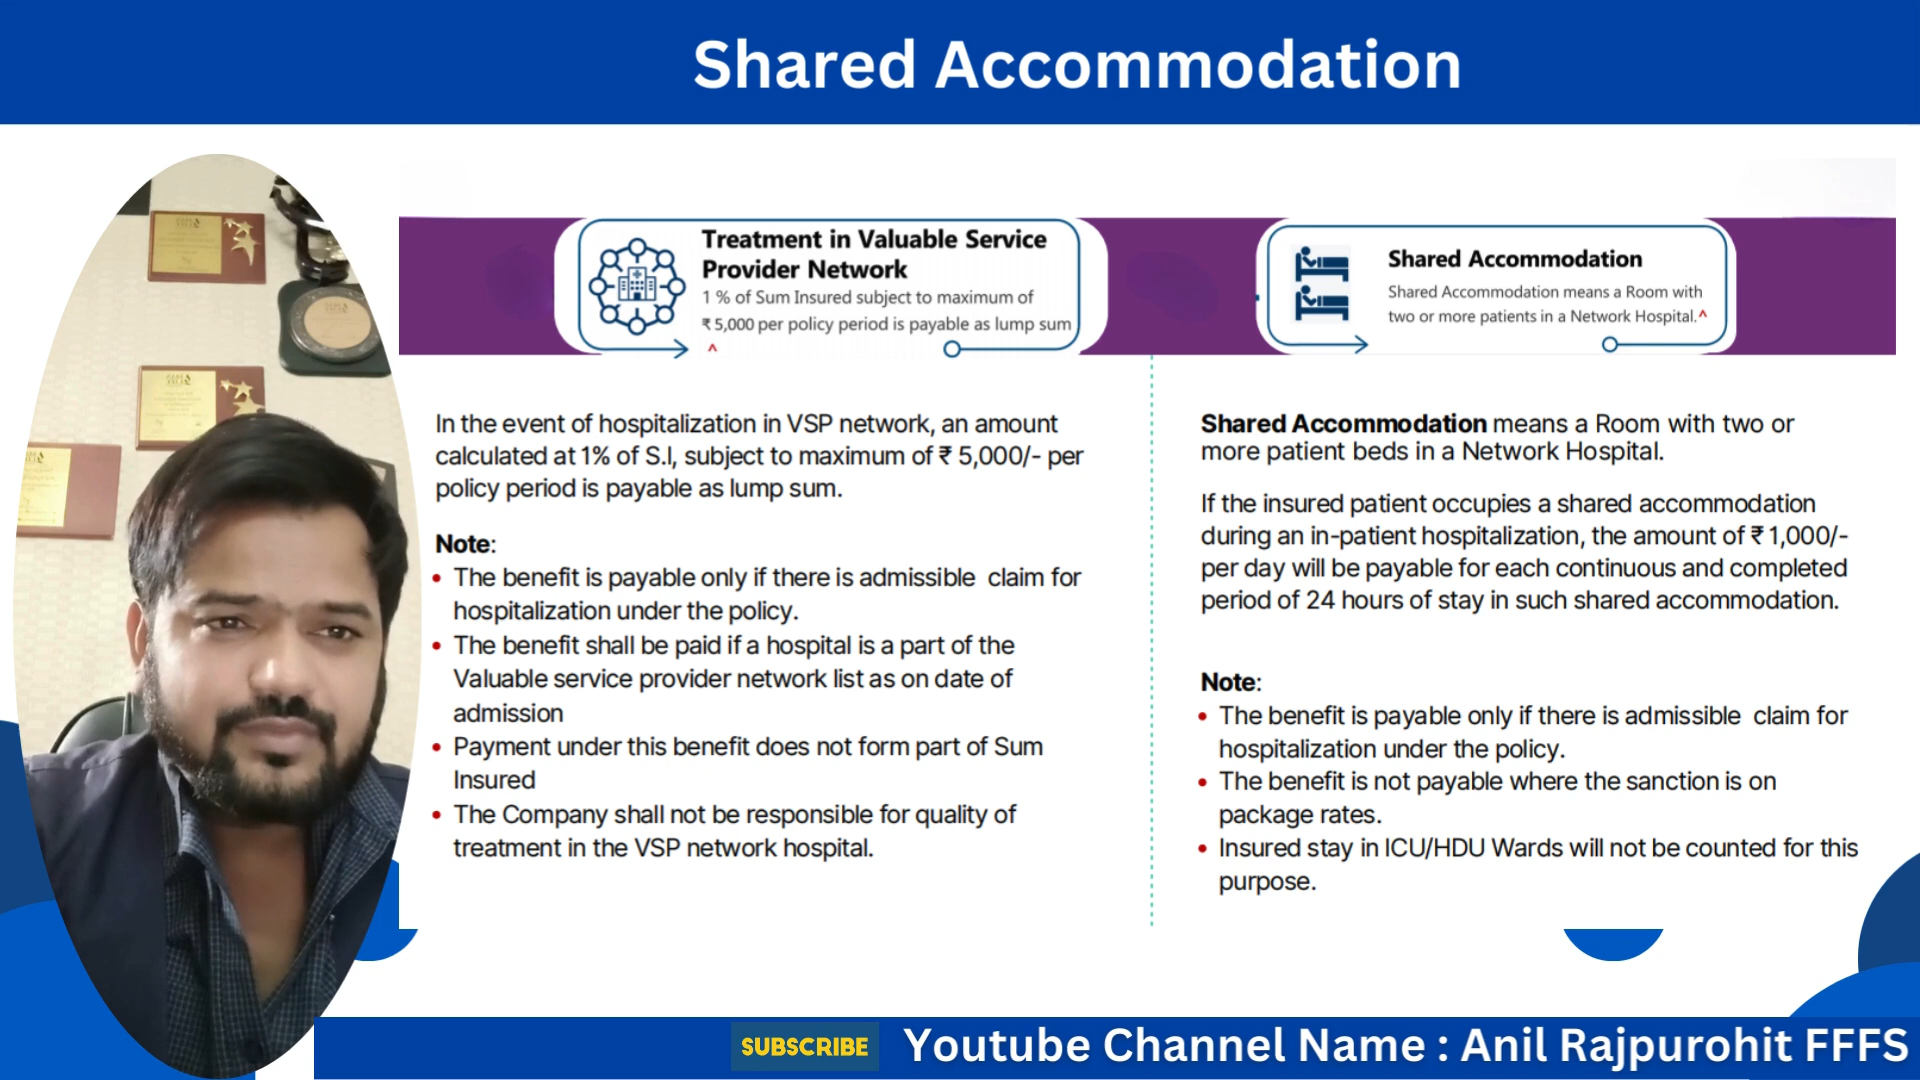 Shared Accommodation
Treatment in Valuable Service
Provider Network
1 % of Sum Insured subject to maximum of
₹ 5,000 per policy period is payable as lump sum
^
In the event of hospitalization in VSP network, an amount
calculated at 1% of S.I, subject to maximum of ₹ 5,000/- per
policy period is payable as lump sum.
Note:
• The benefit is payable only if there is admissible claim for
hospitalization under the policy.
• The benefit shall be paid if a hospital is a part of the
Valuable service provider network list as on date of
admission
• Payment under this benefit does not form part of Sum
Insured
• The Company shall not be responsible for quality of
treatment in the VSP network hospital.
Shared Accommodation
Shared Accommodation means a Room with
two or more patients in a Network Hospital.^
Shared Accommodation means a Room with two or
more patient beds in a Network Hospital.
If the insured patient occupies a shared accommodation
during an in-patient hospitalization, the amount of ₹ 1,000/-
per day will be payable for each continuous and completed
period of 24 hours of stay in such shared accommodation.
Note:
• The benefit is payable only if there is admissible claim for
hospitalization under the policy.
• The benefit is not payable where the sanction is on
package rates.
• Insured stay in ICU/HDU Wards will not be counted for this
purpose.
SUBSCRIBE
Youtube Channel Name : Anil Rajpurohit FFFS